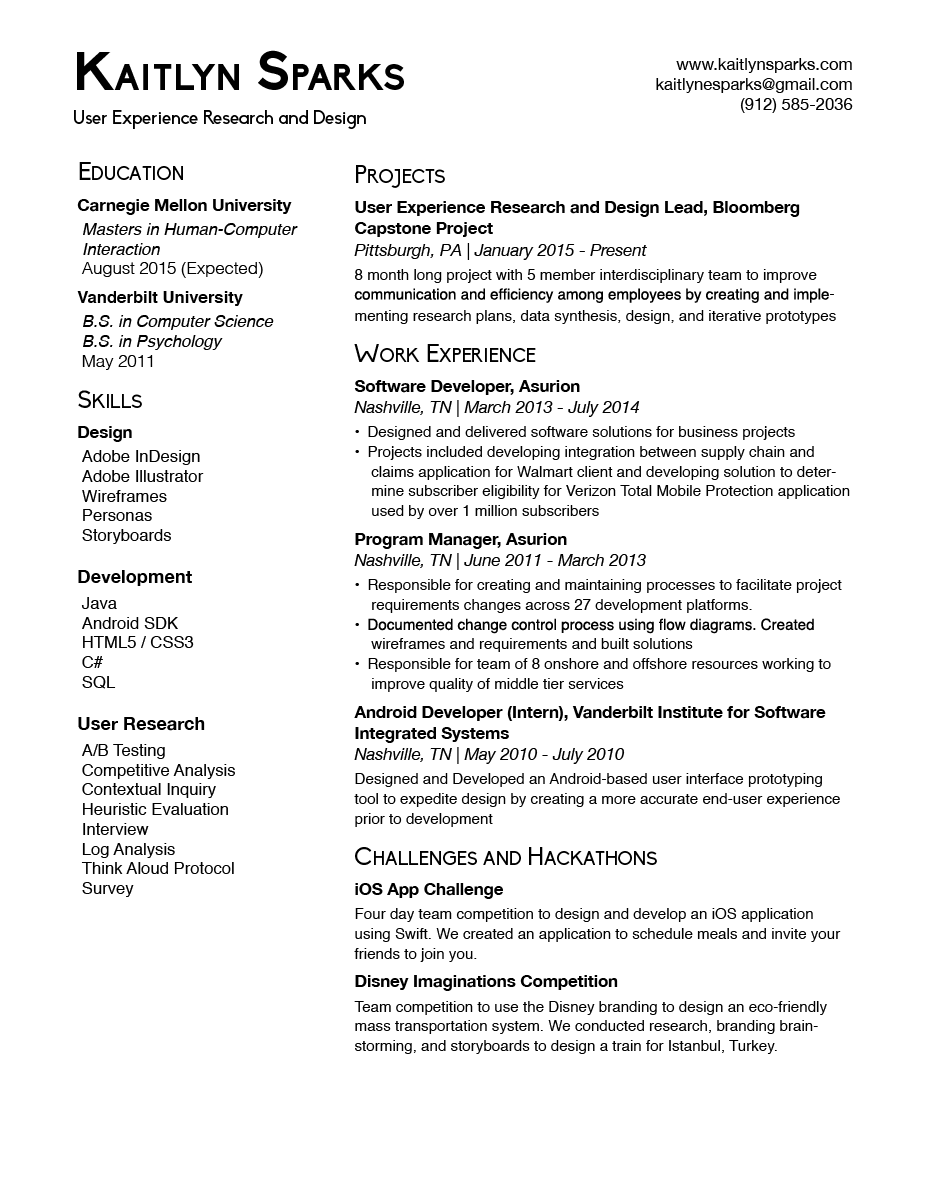 Kaitlyn Sparks
User Experience Research and Design
www.kaitlynsparks.com
kaitlynesparks@gmail.com
(912) 585-2036
Education
Carnegie Mellon University
Masters in Human-Computer
Interaction
August 2015 (Expected)
Vanderbilt University
B.S. in Computer Science
B.S. in Psychology
May 2011
Skills
Design
Adobe InDesign
Adobe Illustrator
Wireframes
Personas
Storyboards
Development
Java
Android SDK
HTML5 / CSS3
C#
SQL
User Research
A/B Testing
Competitive Analysis
Contextual Inquiry
Heuristic Evaluation
Interview
Log Analysis
Think Aloud Protocol
Survey
Projects
User Experience Research and Design Lead, Bloomberg
Capstone Project
Pittsburgh, PA | January 2015 - Present
8 month long project with 5 member interdisciplinary team to improve
communication and efficiency among employees by creating and imple-
menting research plans, data synthesis, design, and iterative prototypes
Work Experience
Software Developer, Asurion
Nashville, TN | March 2013 - July 2014
• Designed and delivered software solutions for business projects
• Projects included developing integration between supply chain and
claims application for Walmart client and developing solution to deter-
mine subscriber eligibility for Verizon Total Mobile Protection application
used by over 1 million subscribers
Program Manager, Asurion
Nashville, TN | June 2011 - March 2013
• Responsible for creating and maintaining processes to facilitate project
requirements changes across 27 development platforms.
• Documented change control process using flow diagrams. Created
wireframes and requirements and built solutions
• Responsible for team of 8 onshore and offshore resources working to
improve quality of middle tier services
Android Developer (Intern), Vanderbilt Institute for Software
Integrated Systems
Nashville, TN | May 2010 - July 2010
Designed and Developed an Android-based user interface prototyping
tool to expedite design by creating a more accurate end-user experience
prior to development
Challenges and Hackathons
iOS App Challenge
Four day team competition to design and develop an iOS application
using Swift. We created an application to schedule meals and invite your
friends to join you.
Disney Imaginations Competition
Team competition to use the Disney branding to design an eco-friendly
mass transportation system. We conducted research, branding brain-
storming, and storyboards to design a train for Istanbul, Turkey.